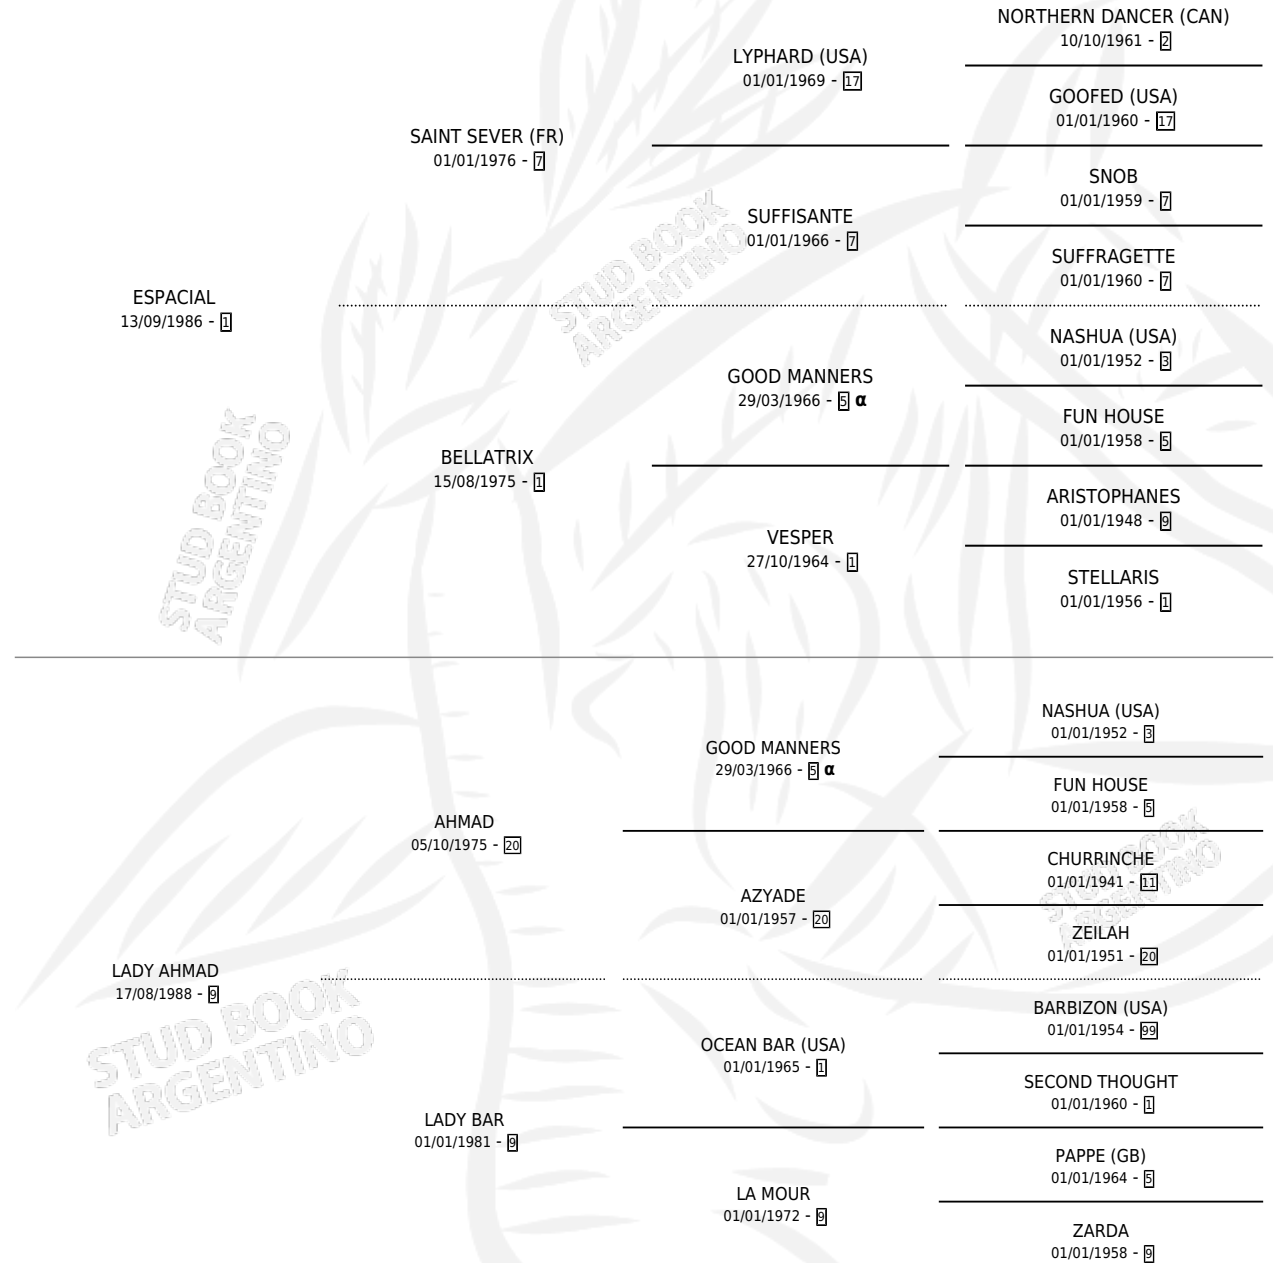 NORTHERN DANCER (CAN)
10/10/1961 - 2
LYPHARD (USA)
01/01/1969 - 17
GOOFED (USA)
01/01/1960 - 17
SAINT SEVER (FR)
01/01/1976 - 7
SNOB
01/01/1959 - 7
SUFFISANTE
01/01/1966 - 7
SUFFRAGETTE
01/01/1960 - 7
STUD BOOK
ARGENTINO
ESPACIAL
13/09/1986 - 1
NASHUA (USA)
01/01/1952 - 3
GOOD MANNERS
29/03/1966 - 5 α
FUN HOUSE
01/01/1958 - 5
BELLATRIX
15/08/1975 - 1
ARISTOPHANES
01/01/1948 - 9
VESPER
27/10/1964 - 1
STELLARIS
01/01/1956 - 1
STUD BOOK
ARGENTINO
NASHUA (USA)
01/01/1952 - 3
GOOD MANNERS
29/03/1966 - 5 α
FUN HOUSE
01/01/1958 - 5
AHMAD
05/10/1975 - 20
CHURRINCHE
01/01/1941 - 11
AZYADE
01/01/1957 - 20
ZEILAH
01/01/1951 - 20
STUD BOOK
ARGENTINO
LADY AHMAD
17/08/1988 - 9
BARBIZON (USA)
01/01/1954 - 99
OCEAN BAR (USA)
01/01/1965 - 1
SECOND THOUGHT
01/01/1960 - 1
LADY BAR
01/01/1981 - 9
PAPPE (GB)
01/01/1964 - 5
LA MOUR
01/01/1972 - 9
ZARDA
01/01/1958 - 9
STUD BOOK
ARGENTINO